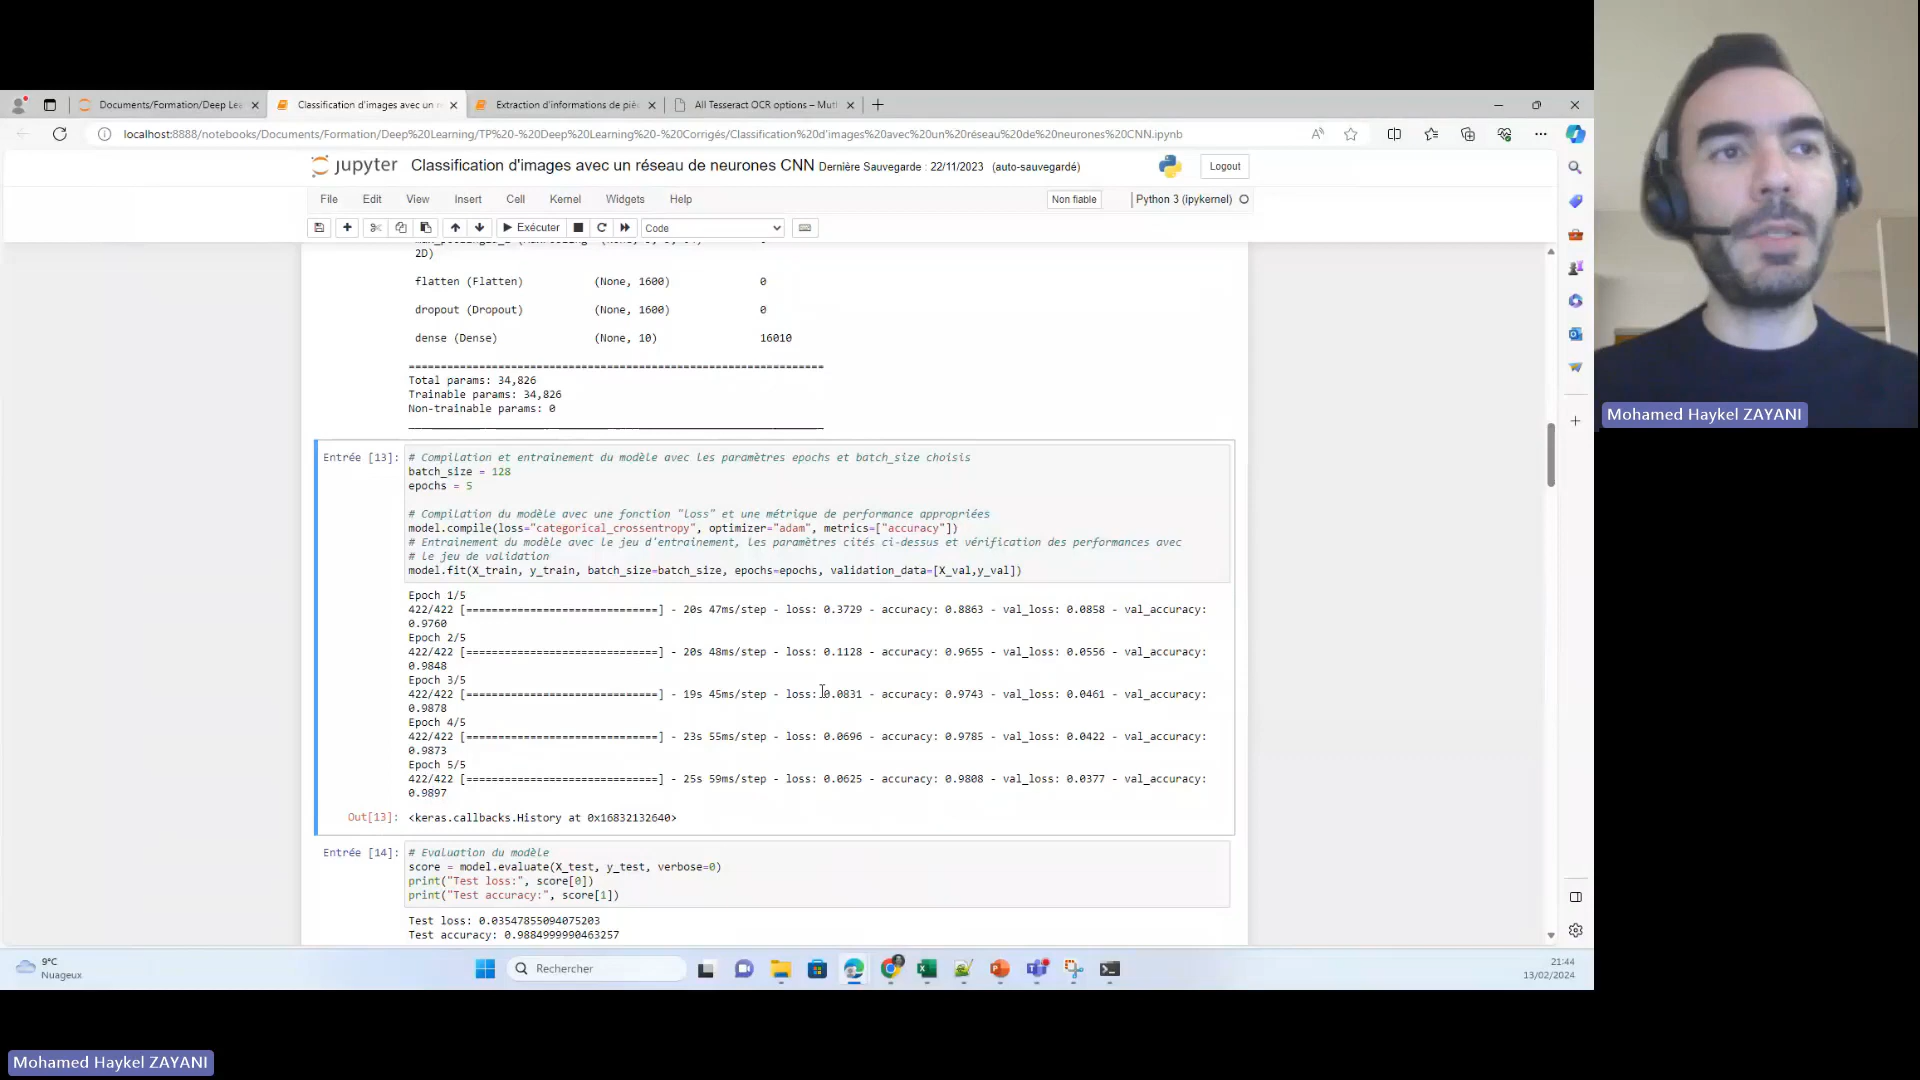 Documents/Formation/Deep Le
Classification d'images avec un r
Extraction d'informations de piè
All Tesseract OCR options – Mut
localhost:8888/notebooks/Documents/Formation/Deep%20Learning/TP%20-%20Deep%20Learning%20-%20Corrigés/Classification%20d'images%20avec%20un%20réseau%20de%20neurones%20CNN.ipynb
jupyter Classification d'images avec un réseau de neurones CNN Dernière Sauvegarde : 22/11/2023 (auto-sauvegardé)
Logout
File Edit View Insert Cell Kernel Widgets Help
Non fiable
Python 3 (ipykernel)
Exécuter
Code
2D)
flatten (Flatten) (None, 1600) 0
dropout (Dropout) (None, 1600) 0
dense (Dense) (None, 10) 16010
=================================================================
Total params: 34,826
Trainable params: 34,826
Non-trainable params: 0
_________________________________________________________________
Entrée [13]:
# Compilation et entrainement du modèle avec les paramètres epochs et batch_size choisis
batch_size = 128
epochs = 5
# Compilation du modèle avec une fonction "loss" et une métrique de performance appropriées
model.compile(loss="categorical_crossentropy", optimizer="adam", metrics=["accuracy"])
# Entrainement du modèle avec le jeu d'entrainement, les paramètres cités ci-dessus et vérification des performances avec
# le jeu de validation
model.fit(X_train, y_train, batch_size=batch_size, epochs=epochs, validation_data=[X_val,y_val])
Epoch 1/5
422/422 [==============================] - 20s 47ms/step - loss: 0.3729 - accuracy: 0.8863 - val_loss: 0.0858 - val_accuracy:
0.9760
Epoch 2/5
422/422 [==============================] - 20s 48ms/step - loss: 0.1128 - accuracy: 0.9655 - val_loss: 0.0556 - val_accuracy:
0.9848
Epoch 3/5
422/422 [==============================] - 19s 45ms/step - loss: 0.0831 - accuracy: 0.9743 - val_loss: 0.0461 - val_accuracy:
0.9878
Epoch 4/5
422/422 [==============================] - 23s 55ms/step - loss: 0.0696 - accuracy: 0.9785 - val_loss: 0.0422 - val_accuracy:
0.9873
Epoch 5/5
422/422 [==============================] - 25s 59ms/step - loss: 0.0625 - accuracy: 0.9808 - val_loss: 0.0377 - val_accuracy:
0.9897
Out[13]: <keras.callbacks.History at 0x16832132640>
Entrée [14]:
# Evaluation du modèle
score = model.evaluate(X_test, y_test, verbose=0)
print("Test loss:", score[0])
print("Test accuracy:", score[1])
Test loss: 0.03547855094075203
Test accuracy: 0.9884999990463257
9°C
Nuageux
Rechercher
21:44
13/02/2024
Mohamed Haykel ZAYANI
Mohamed Haykel ZAYANI